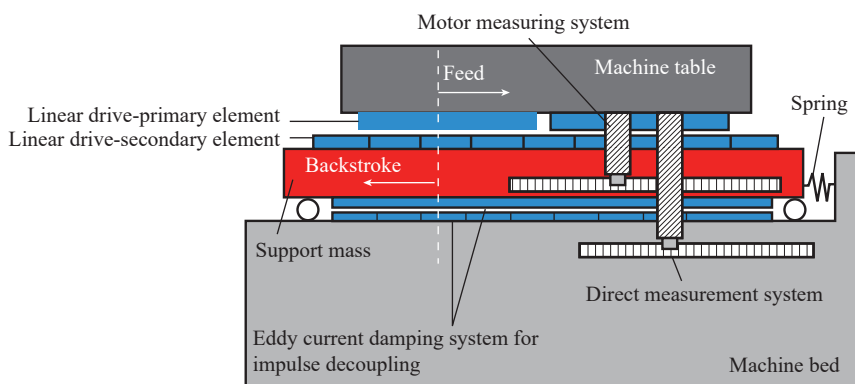 Motor measuring system
Feed
Machine table
Spring
Linear drive-primary element
Linear drive-secondary element
Backstroke
Support mass
Direct measurement system
Eddy current damping system for
impulse decoupling
Machine bed